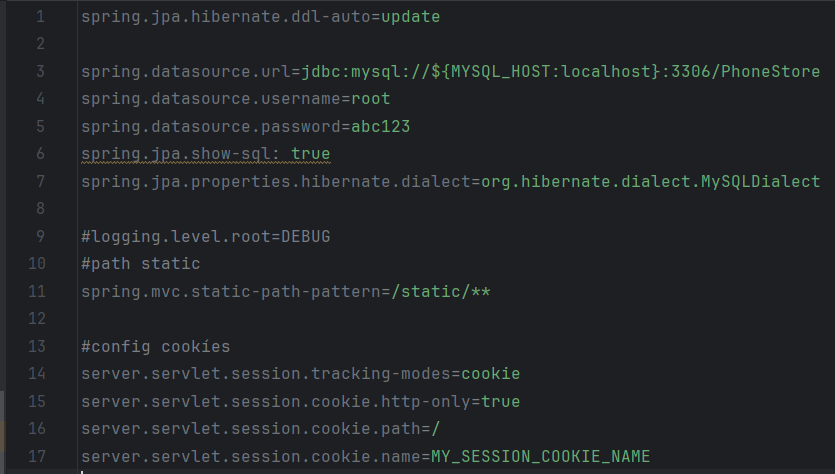 1 spring.jpa.hibernate.ddl-auto=update
2
3 spring.datasource.url=jdbc:mysql://${MYSQL_HOST:localhost}:3306/PhoneStore
4 spring.datasource.username=root
5 spring.datasource.password=abc123
6 spring.jpa.show-sql: true
7 spring.jpa.properties.hibernate.dialect=org.hibernate.dialect.MySQLDialect
8
9 #logging.level.root=DEBUG
10 #path static
11 spring.mvc.static-path-pattern=/static/**
12
13 #config cookíes
14 server.servlet.session.tracking-modes=cookie
15 server.servlet.session.cookie.http-only=true
16 server.servlet.session.cookie.path=/
17 server.servlet.session.cookie.name=MY_SESSION_COOKIE_NAME